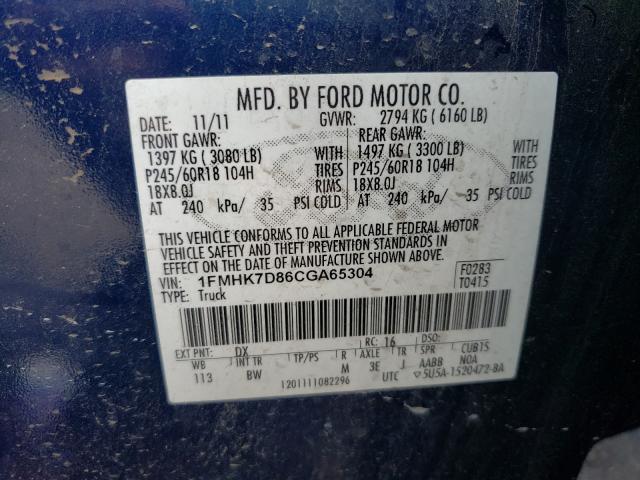 MFD. BY FORD MOTOR CO.
DATE: 11/11 GVWR: 2794 KG ( 6160 LB)
FRONT GAWR: REAR GAWR:
1397 KG ( 3080 LB) WITH 1497 KG ( 3300 LB) WITH
P245/60R18 104H TIRES P245/60R18 104H TIRES
18X8.0J RIMS 18X8.0J RIMS
AT 240 kPa/ 35 PSI COLD AT 240 kPa/ 35 PSI COLD
THIS VEHICLE CONFORMS TO ALL APPLICABLE FEDERAL MOTOR
VEHICLE SAFETY AND THEFT PREVENTION STANDARDS IN
EFFECT ON THE DATE OF MANUFACTURE SHOWN ABOVE.
VIN: 1FMHK7D86CGA65304 F0283
TYPE: Truck T0415
EXT PNT: DX RC: 16 DSO:
WB INT TR TP/PS R AXLE TR SPR CUBTS
113 BW M 3E J AABB NOA
1201111082296 UTC 5U5A-1520472-BA